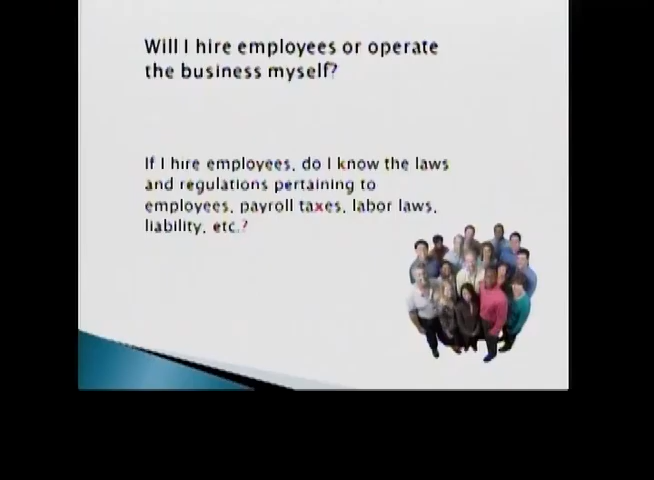 Will I hire employees or operate
the business myself?
If I hire employees, do I know the laws
and regulations pertaining to
employees, payroll taxes, labor laws,
liability, etc.?